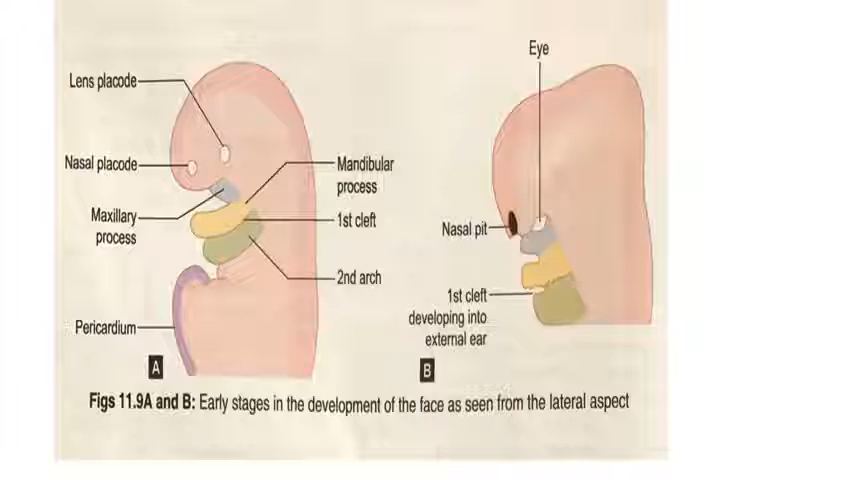 Eye
Lens placode
Nasal placode
Mandibular
process
Maxillary
process
1st cleft
Nasal pit
2nd arch
1st cleft
developing into
external ear
Pericardium
A
B
Figs 11.9A and B: Early stages in the development of the face as seen from the lateral aspect